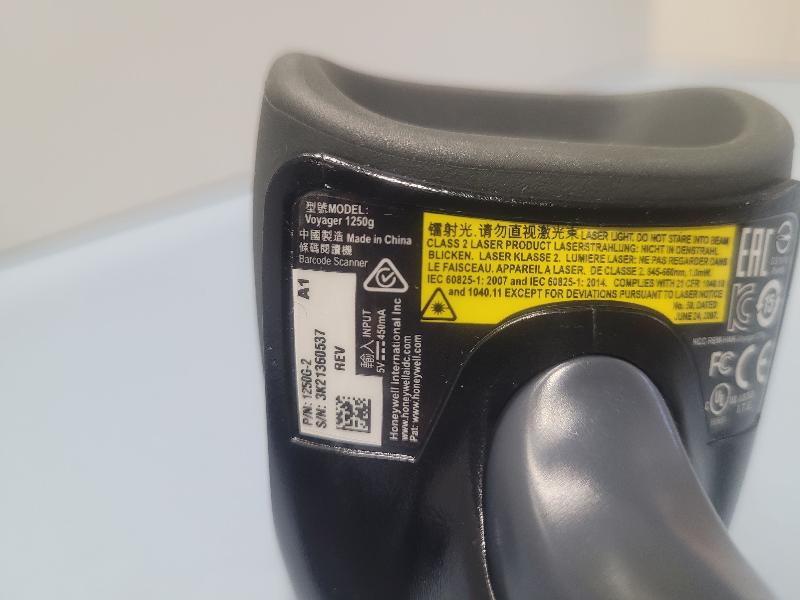 型號MODEL:
Voyager 1250g
中國製造 Made in China
條碼閱讀機
Barcode Scanner
A1
REV
P/N: 1250G-2
S/N: 3K21360537
輸入 INPUT
5V 450mA
Honeywell International Inc
www.honeywellaidc.com
Pat: www.honeywell.com
镭射光.请勿直视激光束 LASER LIGHT. DO NOT STARE INTO BEAM
CLASS 2 LASER PRODUCT LASERSTRAHLUNG: NICHT IN DENSTRAHL
BLICKEN. LASER KLASSE 2. LUMIERE LASER: NE PAS REGARDER DANS
LE FAISCEAU. APPAREIL A LASER. DE CLASSE 2. 645-660nm, 1.0mW.
IEC 60825-1: 2007 and IEC 60825-1: 2014. COMPLIES WITH 21 CFR 1040.10
and 1040.11 EXCEPT FOR DEVIATIONS PURSUANT TO LASER NOTICE
No. 50, DATED
JUNE 24, 2007.
EAC
15
FC CE
UL